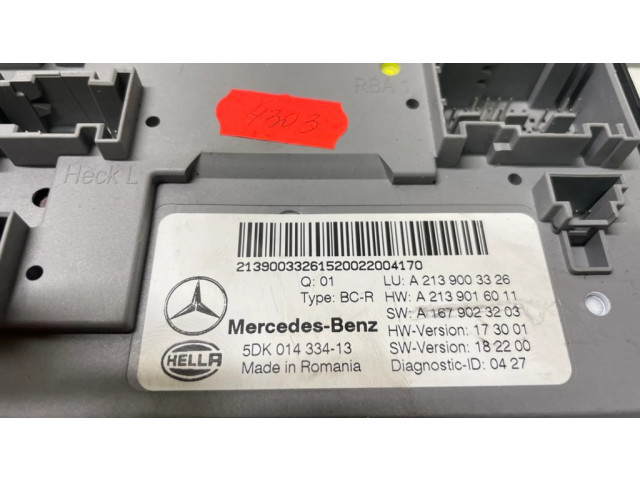 RBA 1
4303
Heck L
21390033261520022004170
Q: 01 LU: A 213 900 33 26
Type: BC-R HW: A 213 901 60 11
SW: A 167 902 32 03
Mercedes-Benz HW-Version: 17 30 01
5DK 014 334-13 SW-Version: 18 22 00
HELLA Made in Romania Diagnostic-ID: 04 27